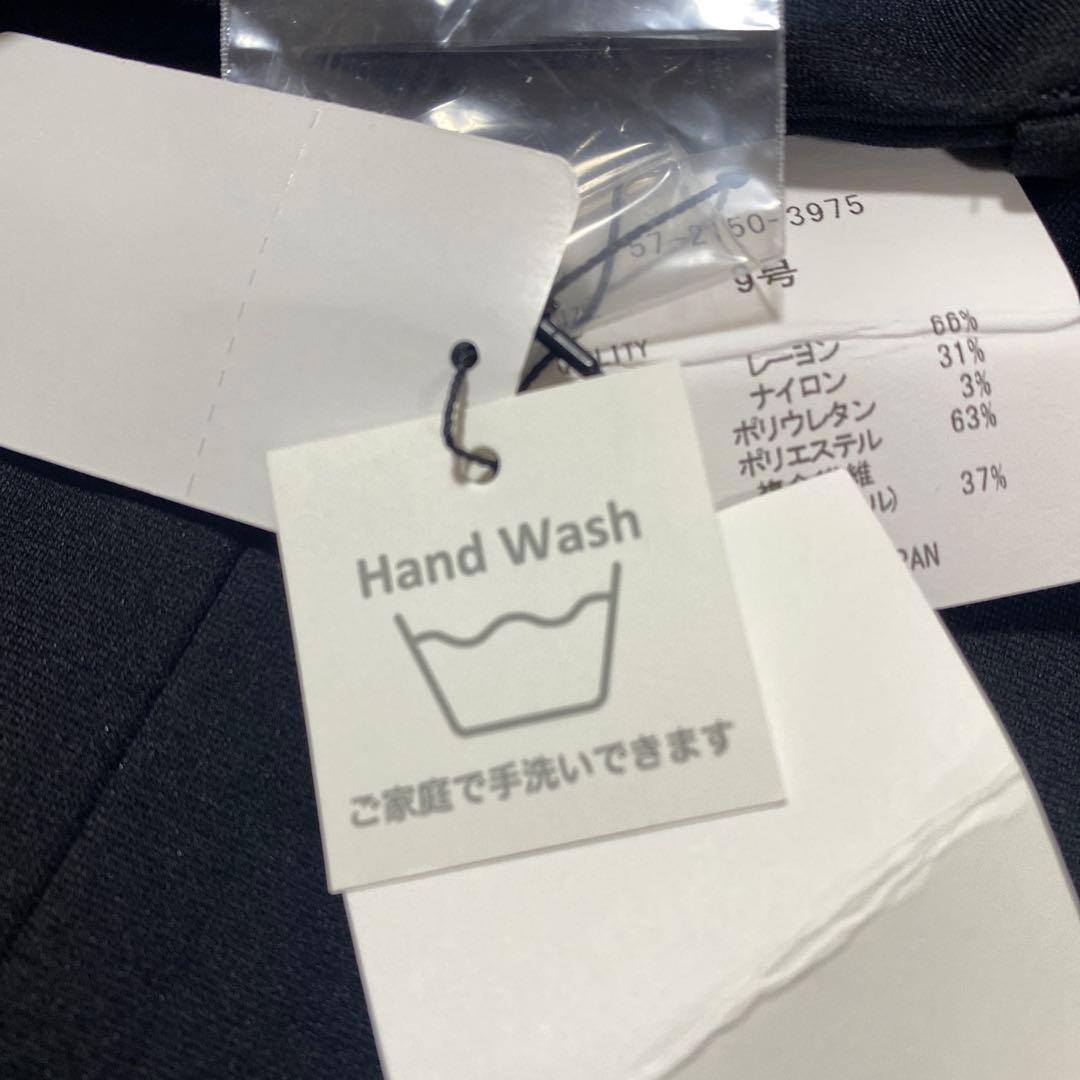 57-2150-3975
9号
レーヨン 66%
ナイロン 31%
ポリウレタン 3%
ポリエステル 63%
37%
Hand Wash
ご家庭で手洗いできます